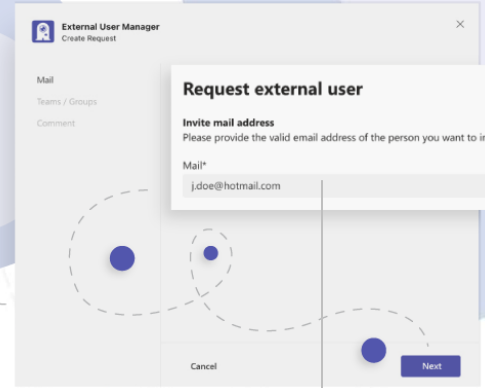 External User Manager
Create Request
Mail
Teams / Groups
Comment
Request external user
Invite mail address
Please provide the valid email address of the person you want to
Mail*
j.doe@hotmail.com
Cancel
Next